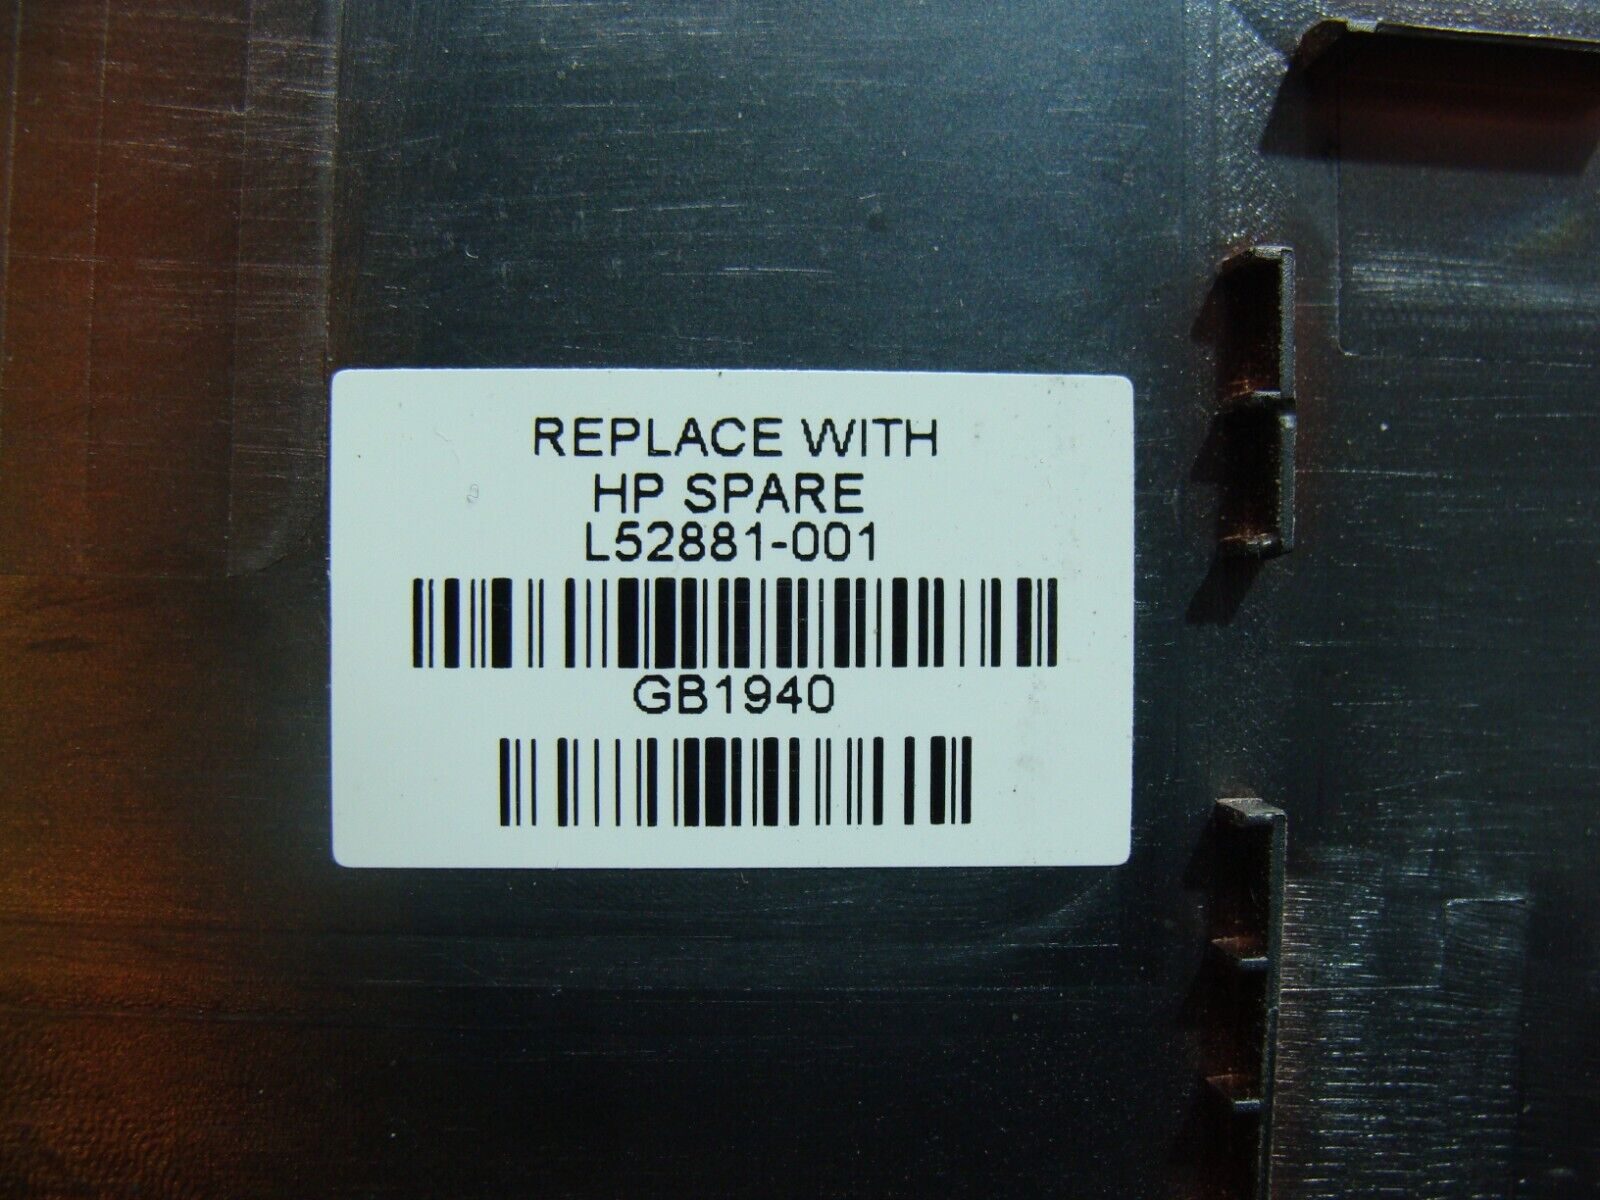 REPLACE WITH
HP SPARE
L52881-001
GB1940